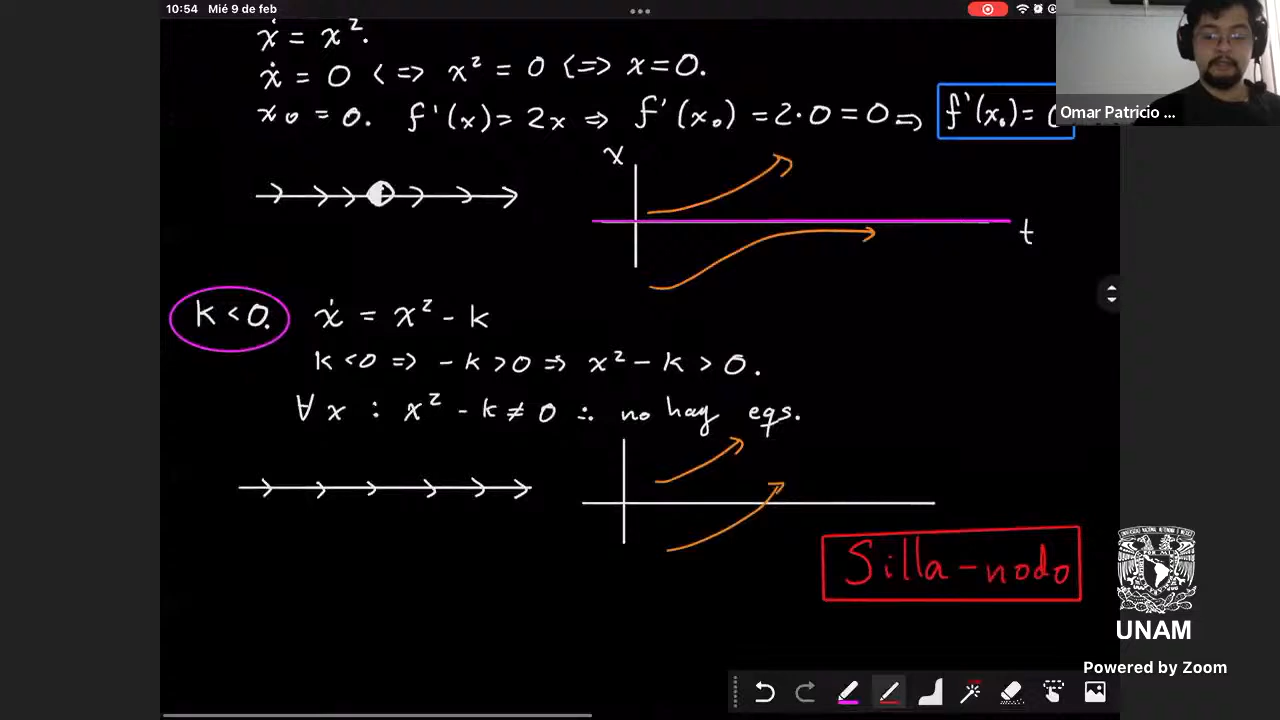 10:54 Mié 9 de feb
ẋ = x².
ẋ = 0 <=> x² = 0 <=> x = 0.
x₀ = 0. f'(x) = 2x => f'(x₀) = 2·0 = 0 => f'(x₀) =
Omar Patricio ...
x
t
k < 0. ẋ = x² - k
k < 0 => -k > 0 => x² - k > 0.
∀ x : x² - k ≠ 0 ∴ no hay eqs.
Silla-nodo
UNAM
Powered by Zoom